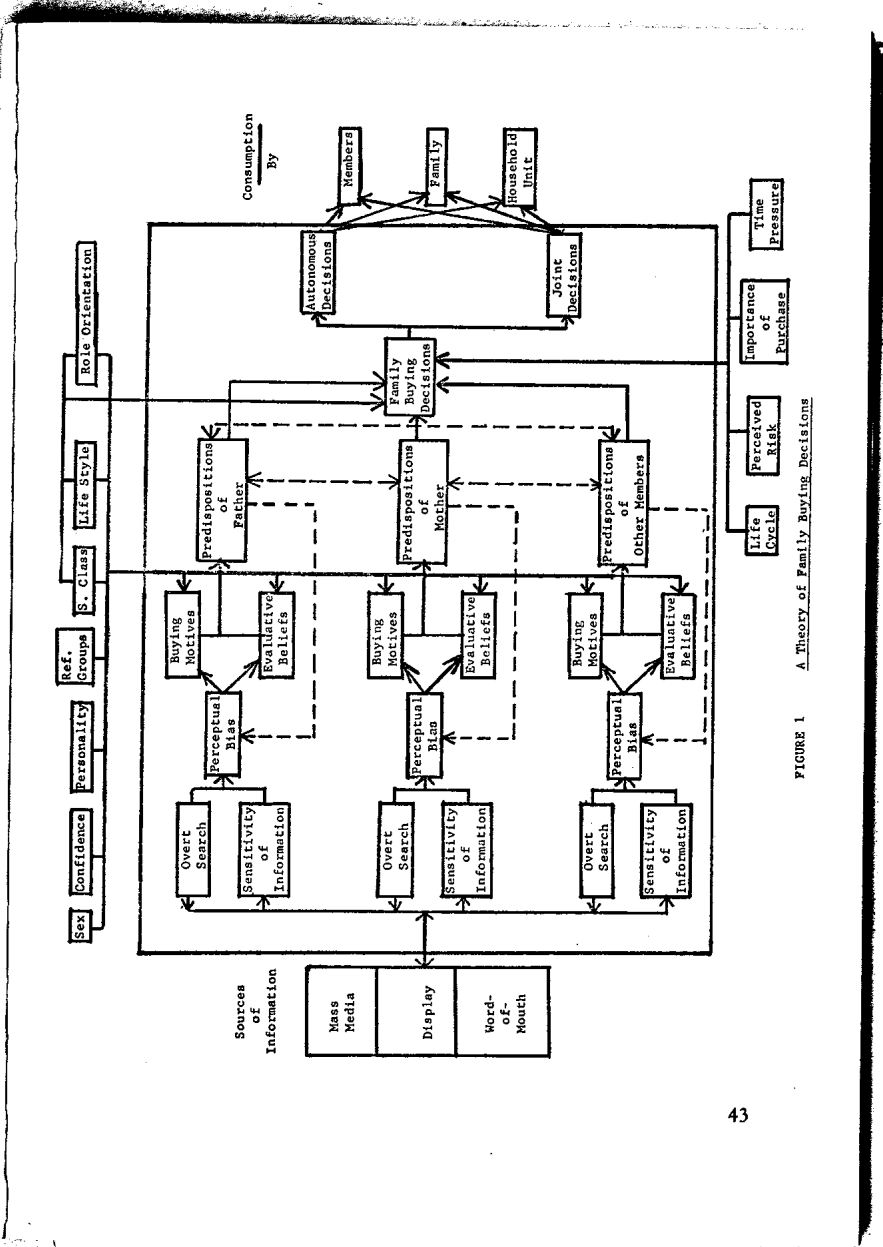 Sex
Confidence
Personality
Ref.
Groups
S. Class
Life Style
Role Orientation
Sources
of
Information
Mass
Media
Display
Word-
of-
Mouth
Overt
Search
Sensitivity
of
Information
Perceptual
Bias
Buying
Motives
Evaluative
Beliefs
Predispositions
of
Father
Overt
Search
Sensitivity
of
Information
Perceptual
Bias
Buying
Motives
Evaluative
Beliefs
Predispositions
of
Mother
Overt
Search
Sensitivity
of
Information
Perceptual
Bias
Buying
Motives
Evaluative
Beliefs
Predispositions
of
Other Members
Family
Buying
Decisions
Autonomous
Decisions
Joint
Decisions
Consumption
By
Members
Family
Household
Unit
Life
Cycle
Perceived
Risk
Importance
of
Purchase
Time
Pressure
FIGURE 1 A Theory of Family Buying Decisions
43